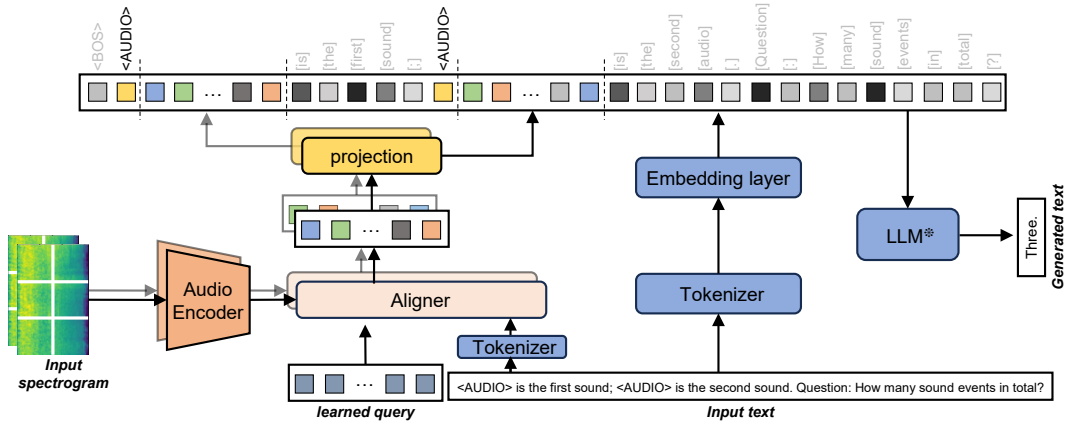 <BOS>
<AUDIO>
[is]
[the]
[first]
[sound]
[:]
<AUDIO>
[is]
[the]
[second]
[audio]
[.]
[Question]
[:]
[How]
[many]
[sound]
[events]
[in]
[total]
[?]
...
...
projection
Embedding layer
...
LLM❊
Three.
Generated text
Audio
Encoder
Aligner
Tokenizer
Tokenizer
Input
spectrogram
...
<AUDIO> is the first sound; <AUDIO> is the second sound. Question: How many sound events in total?
learned query
Input text